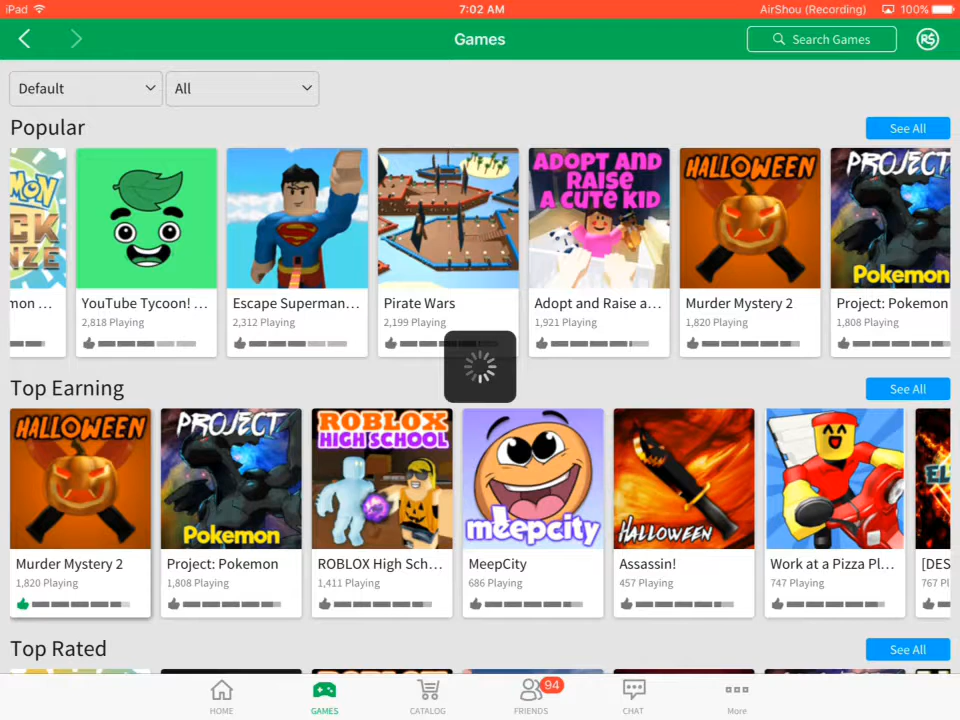 iPad 7:02 AM AirShou (Recording) 100%
Games Search Games R$
Default All
Popular See All
MON CK NZE
ADOPT AND RAISE A CUTE KID
HALLOWEEN
PROJECT: Pokemon
mon ... YouTube Tycoon! ... Escape Superman... Pirate Wars Adopt and Raise a... Murder Mystery 2 Project: Pokemon
2,818 Playing 2,312 Playing 2,199 Playing 1,921 Playing 1,820 Playing 1,808 Playing
Top Earning See All
HALLOWEEN
PROJECT: Pokemon
ROBLOX HIGH SCHOOL
meepcity
HALLOWEEN
EL
Murder Mystery 2 Project: Pokemon ROBLOX High Sch... MeepCity Assassin! Work at a Pizza Pl... [DES
1,820 Playing 1,808 Playing 1,411 Playing 686 Playing 457 Playing 747 Playing 767 Pl
Top Rated See All
94
HOME GAMES CATALOG FRIENDS CHAT More